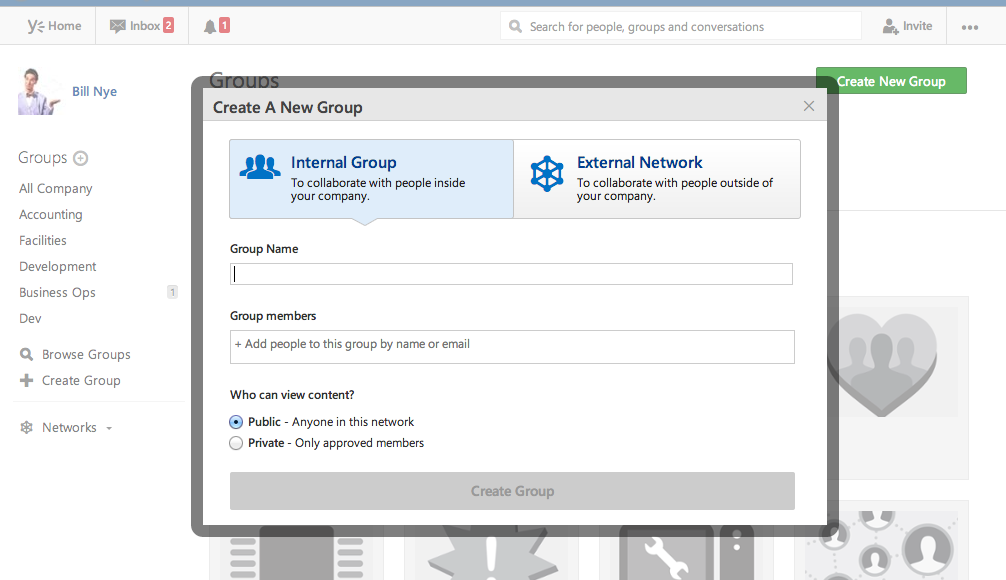 Home
Inbox 2
1
Search for people, groups and conversations
Invite
Bill Nye
Groups
All Company
Accounting
Facilities
Development
Business Ops 1
Dev
Browse Groups
Create Group
Networks
Groups
Create New Group
Create A New Group
Internal Group
To collaborate with people inside
your company.
External Network
To collaborate with people outside of
your company.
Group Name
Group members
+ Add people to this group by name or email
Who can view content?
Public - Anyone in this network
Private - Only approved members
Create Group